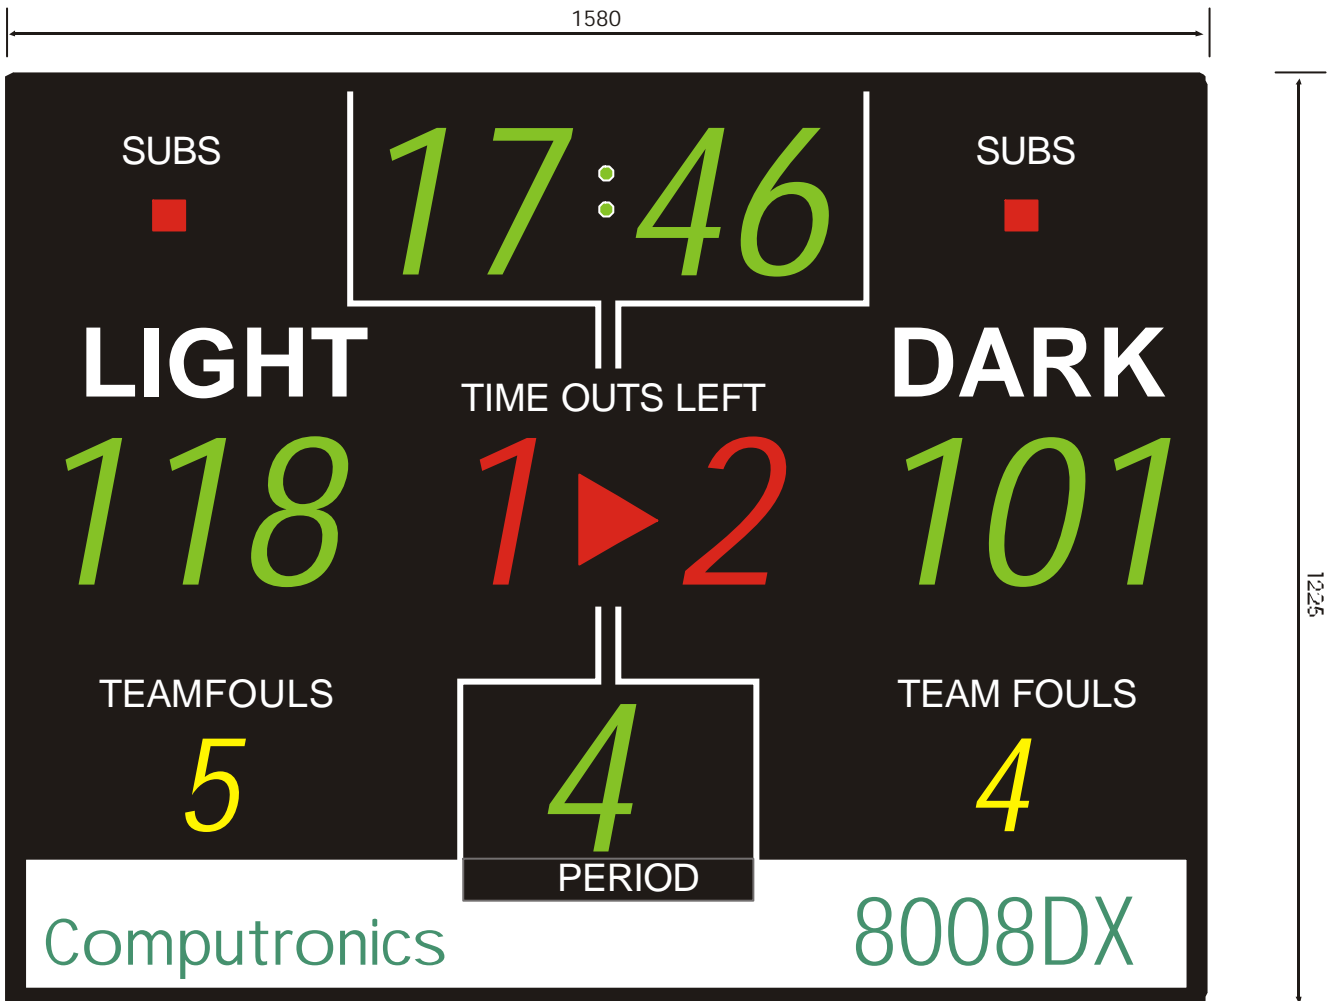 1580
SUBS
17:46
SUBS
LIGHT
DARK
TIME OUTS LEFT
118
1
2
101
1225
TEAMFOULS
TEAM FOULS
5
4
4
PERIOD
Computronics
8008DX